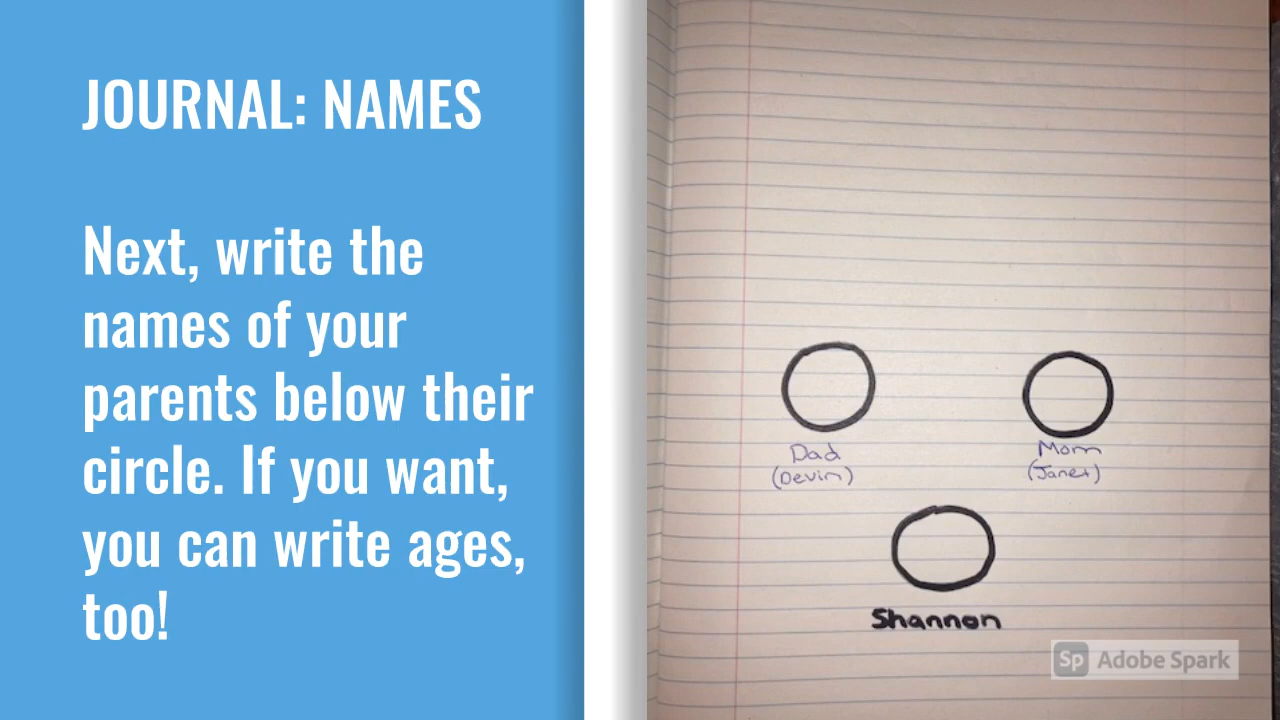 JOURNAL: NAMES
Next, write the
names of your
parents below their
circle. If you want,
you can write ages,
too!
Dad
(Devin)
Mom
(Janet)
Shannon
Sp Adobe Spark